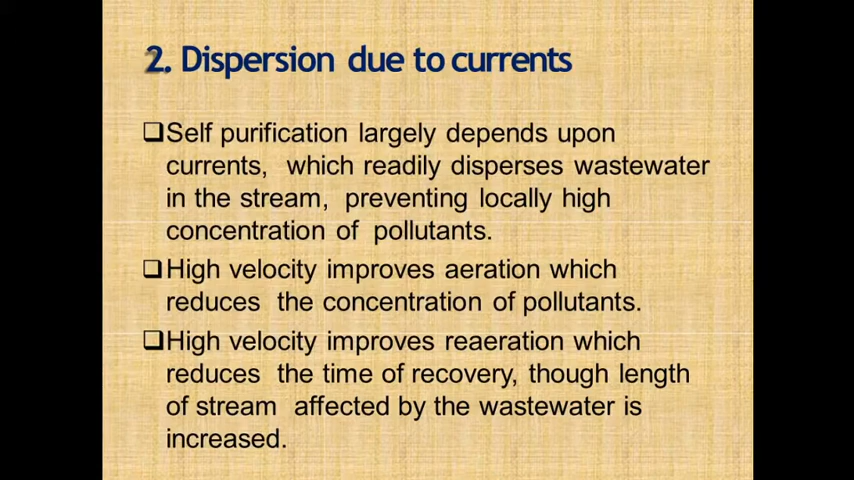 2. Dispersion due to currents
❑Self purification largely depends upon
currents, which readily disperses wastewater
in the stream, preventing locally high
concentration of pollutants.
❑High velocity improves aeration which
reduces the concentration of pollutants.
❑High velocity improves reaeration which
reduces the time of recovery, though length
of stream affected by the wastewater is
increased.